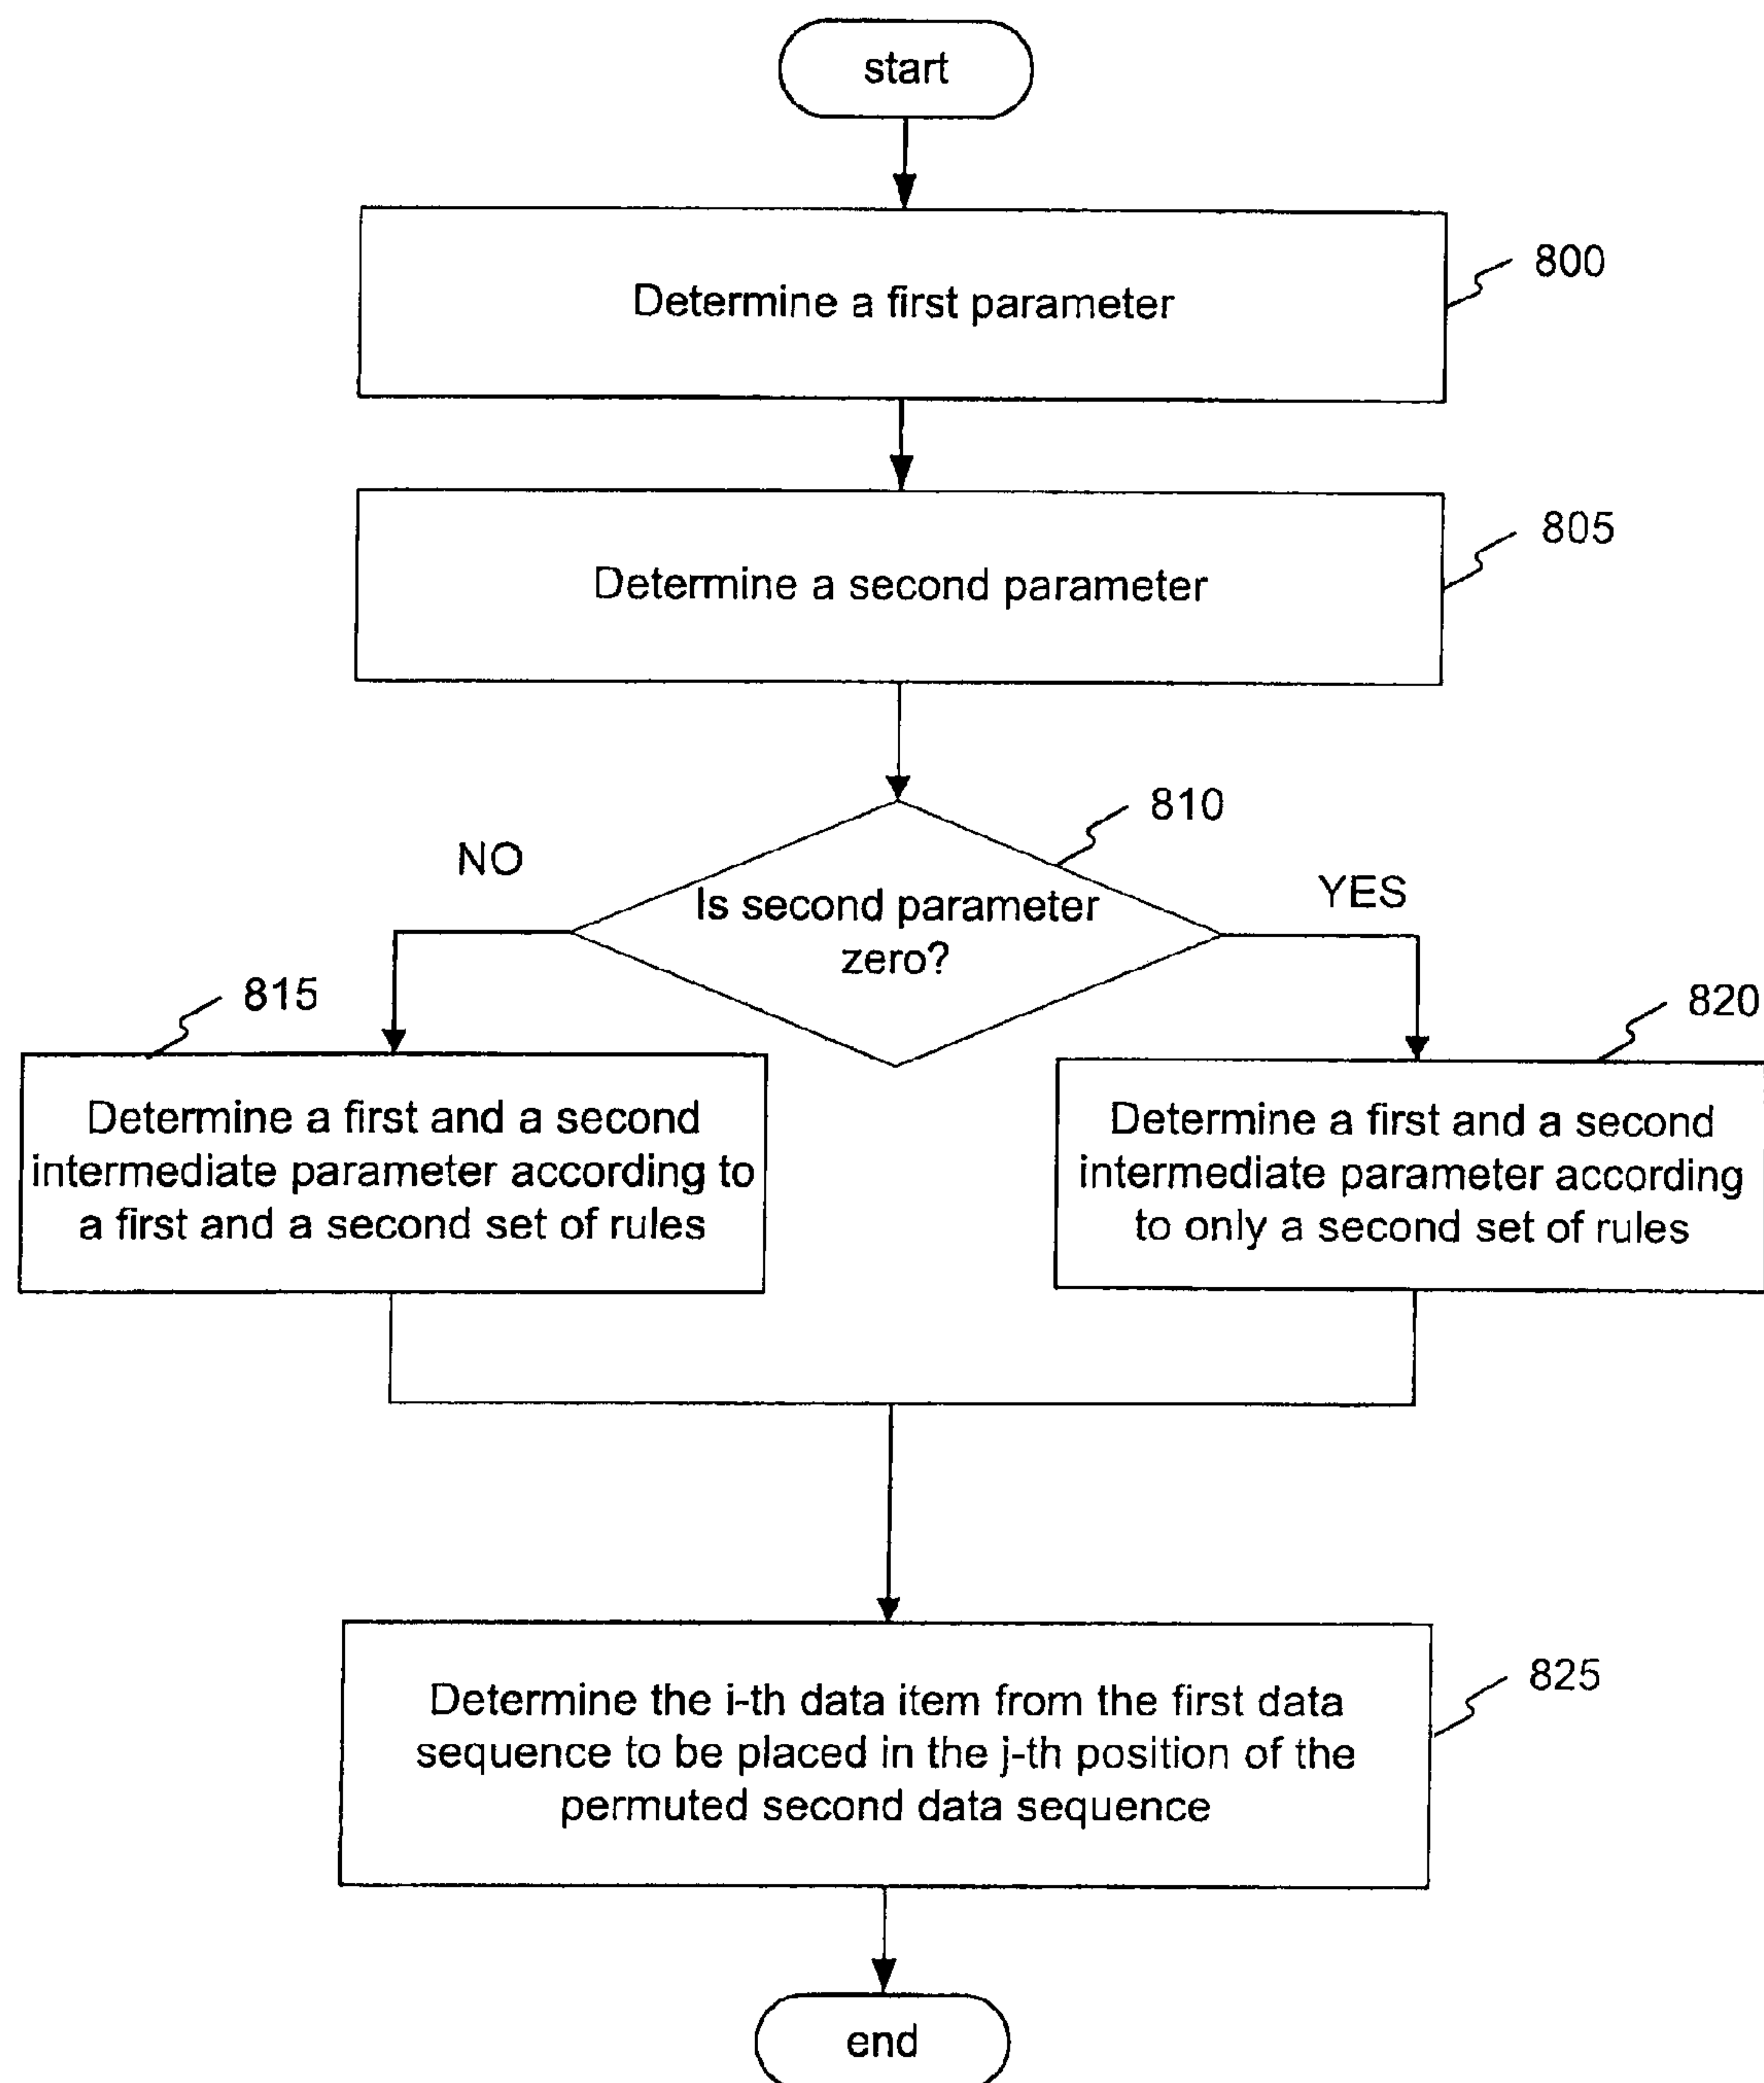 start
Determine a first parameter
800
Determine a second parameter
805
810
NO
Is second parameter
zero?
YES
815
820
Determine a first and a second
intermediate parameter according to
a first and a second set of rules
Determine a first and a second
intermediate parameter according
to only a second set of rules
Determine the i-th data item from the first data
sequence to be placed in the j-th position of the
permuted second data sequence
825
end